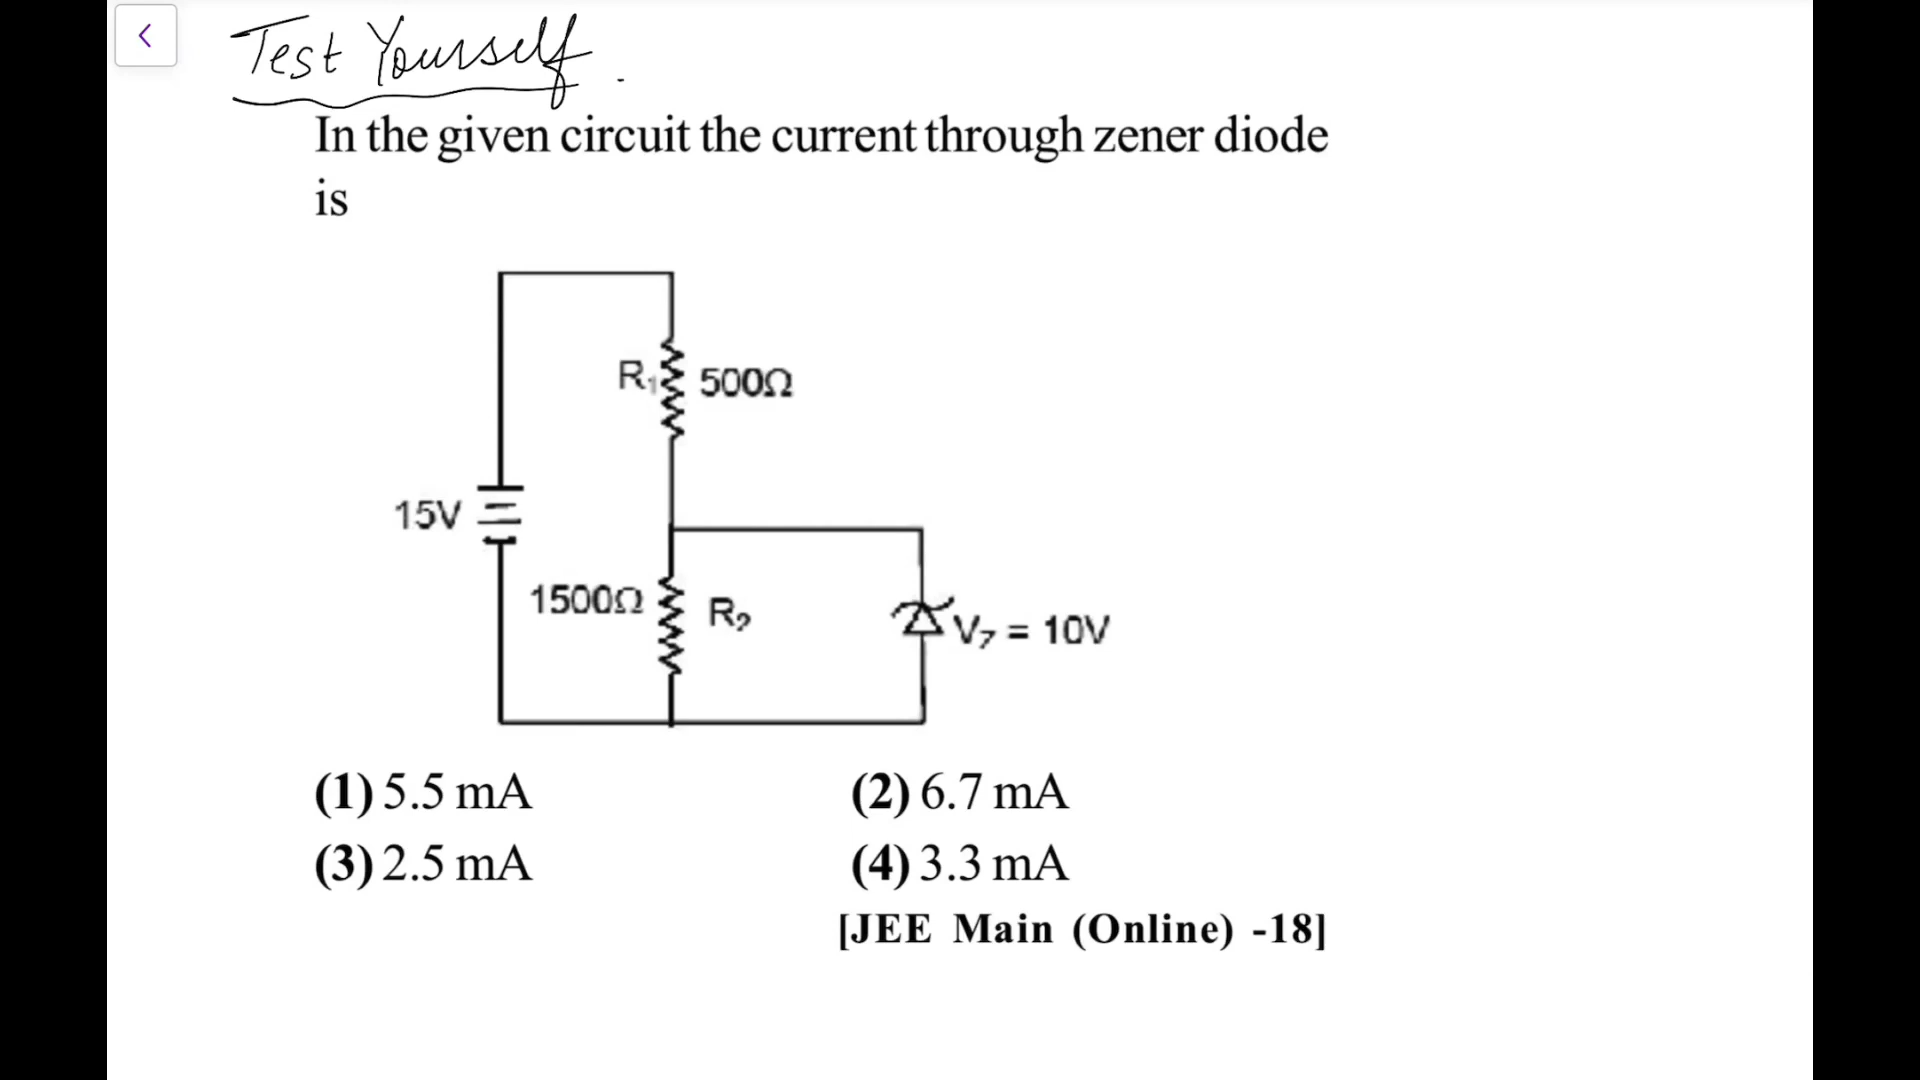 Test Yourself.
In the given circuit the current through zener diode
is
R₁ 500Ω
15V
1500Ω R₂
V_Z = 10V
(1) 5.5 mA (2) 6.7 mA
(3) 2.5 mA (4) 3.3 mA
[JEE Main (Online) -18]